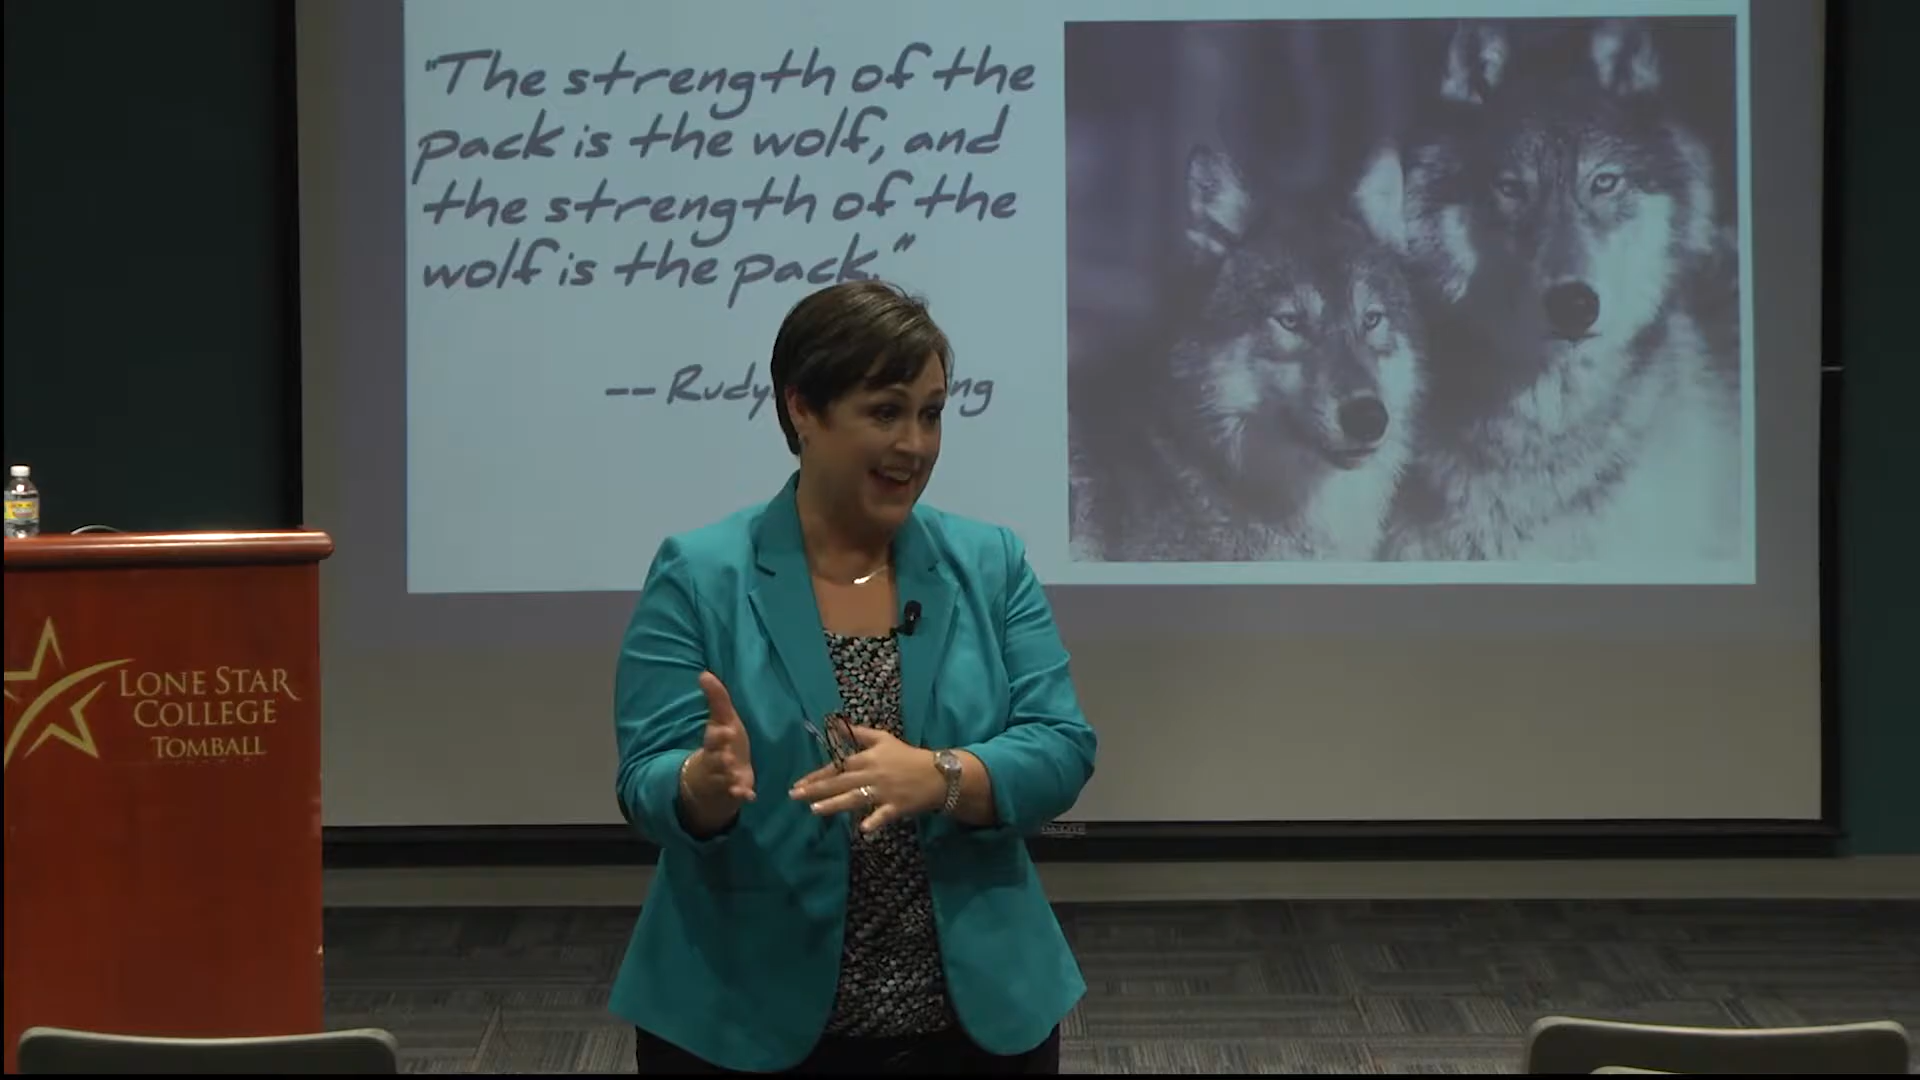 "The strength of the
pack is the wolf, and
the strength of the
wolf is the pack."
-- Rudy ng
LONE STAR
COLLEGE
TOMBALL